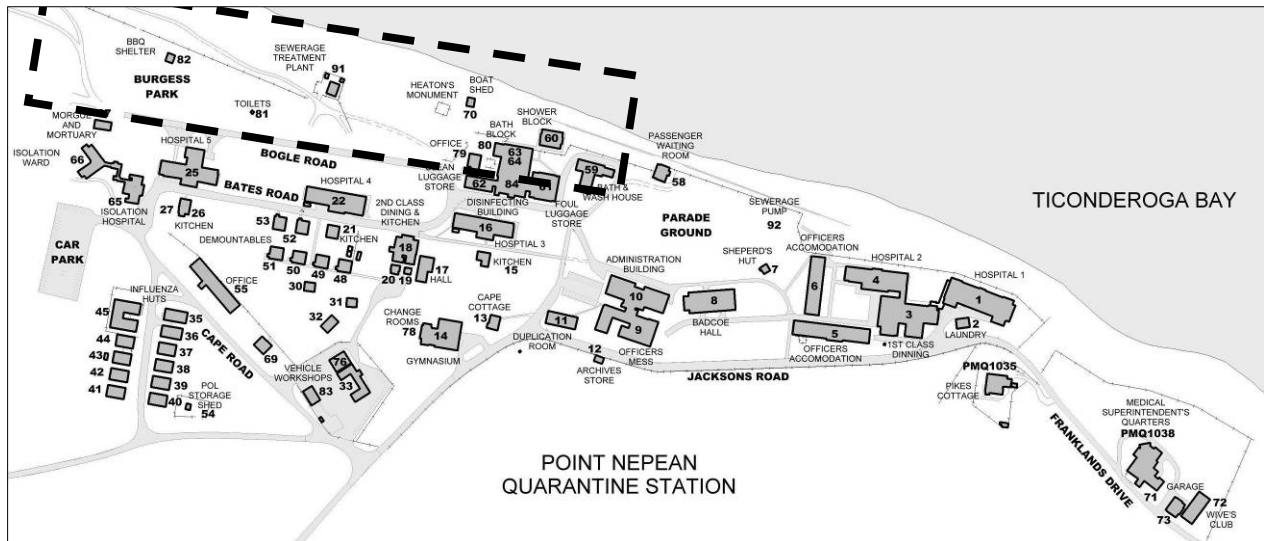 BBQ
SHELTER
82
BURGESS
PARK
SEWERAGE
TREATMENT
PLANT
91
TOILETS
81
HEATON'S
MONUMENT
BOAT
SHED
70
SHOWER
BLOCK
60
BATH
BLOCK
80
63
64
OFFICE
79
CLEAN
LUGGAGE
STORE
62
84
61
59
BATH &
WASH HOUSE
PASSENGER
WAITING
ROOM
58
TICONDEROGA BAY
MORGUE
AND
MORTUARY
ISOLATION
WARD
66
65
ISOLATION
HOSPITAL
HOSPITAL 5
25
BOGLE ROAD
BATES ROAD
HOSPITAL 4
22
27
26
KITCHEN
53
52
21
KITCHEN
DEMOUNTABLES
51
50
49
48
30
31
32
2ND CLASS
DINING &
KITCHEN
18
20
19
17
HALL
DISINFECTING
BUILDING
16
HOSPTIAL 3
KITCHEN
15
FOUL
LUGGAGE
STORE
PARADE
GROUND
SEWERAGE
PUMP
92
SHEPERD'S
HUT
7
OFFICERS
ACCOMODATION
6
HOSPITAL 2
4
HOSPITAL 1
1
3
2
LAUNDRY
1ST CLASS
DINNING
5
OFFICERS
ACCOMODATION
ADMINISTRATION
BUILDING
10
9
OFFICERS
MESS
8
BADCOE
HALL
CAR
PARK
OFFICE
55
INFLUENZA
HUTS
45
44
43
42
41
35
36
37
38
39
40
CAPE ROAD
POL
STORAGE
SHED
54
69
VEHICLE
WORKSHOPS
76
33
83
CHANGE
ROOMS
78
14
GYMNASIUM
CAPE
COTTAGE
13
11
DUPLICATION
ROOM
12
ARCHIVES
STORE
JACKSONS ROAD
PMQ1035
PIKES
COTTAGE
FRANKLANDS DRIVE
MEDICAL
SUPERINTENDENT'S
QUARTERS
PMQ1038
71
GARAGE
73
72
WIVE'S
CLUB
POINT NEPEAN
QUARANTINE STATION